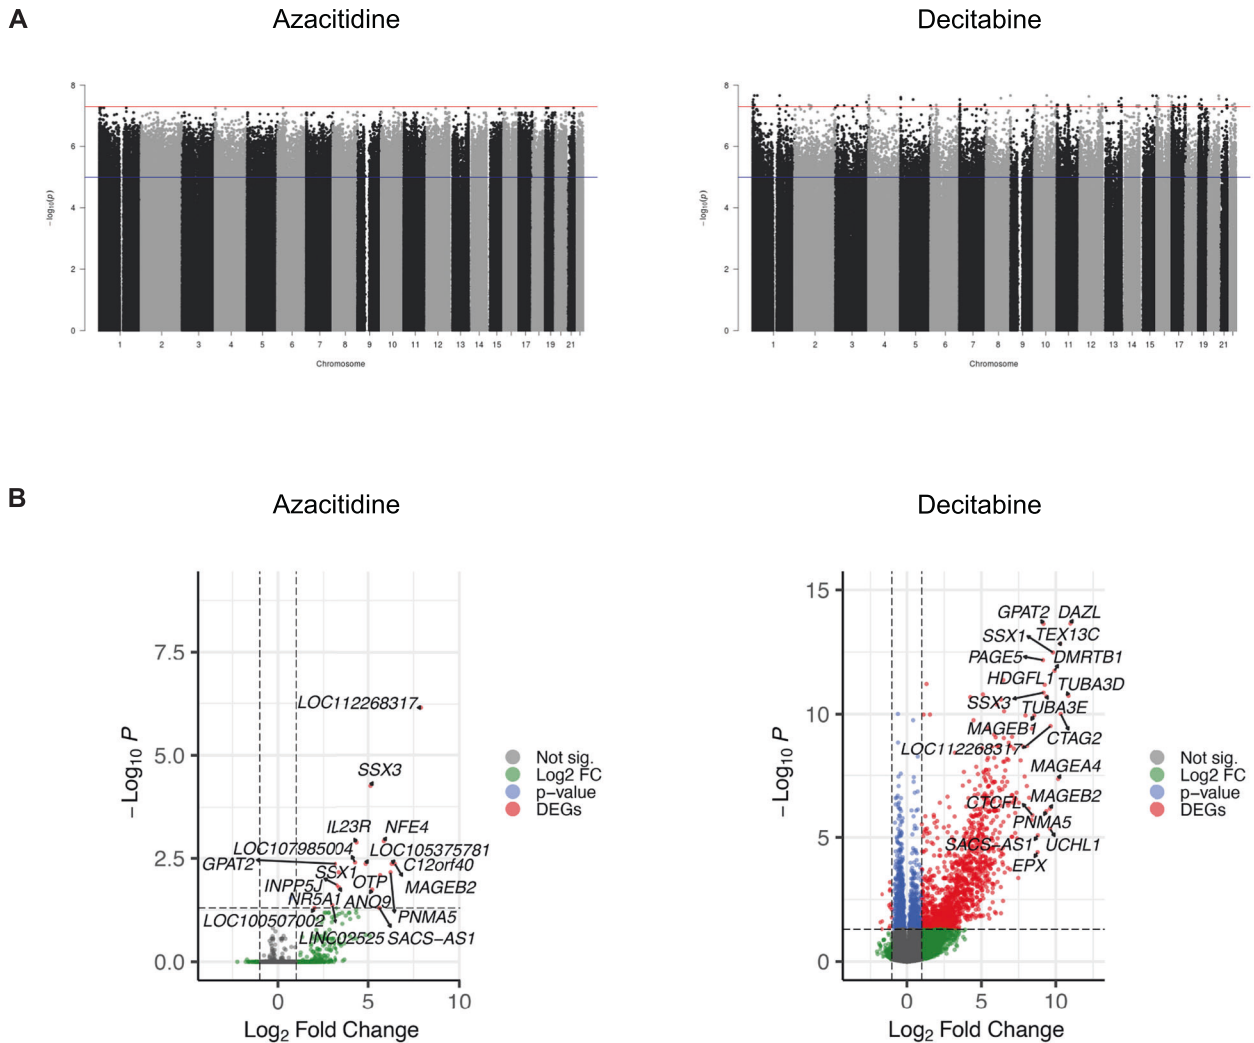 A
Azacitidine
Decitabine
8
6
4
2
0
−log10(p)
1 2 3 4 5 6 7 8 9 10 11 12 13 14 15 17 19 21
Chromosome
8
6
4
2
0
−log10(p)
1 2 3 4 5 6 7 8 9 10 11 12 13 14 15 17 19 21
Chromosome
B
Azacitidine
Decitabine
7.5
5.0
2.5
0.0
−Log10 P
LOC112268317
SSX3
IL23R NFE4
LOC107985004 LOC105375781
GPAT2 C12orf40
SSX1
INPP5J OTP MAGEB2
NR5A1 ANO9
LOC100507002 PNMA5
LINC02525 SACS−AS1
0 5 10
Log2 Fold Change
Not sig.
Log2 FC
p−value
DEGs
15
10
5
0
−Log10 P
GPAT2 DAZL
SSX1 TEX13C
PAGE5 DMRTB1
HDGFL1 TUBA3D
SSX3 TUBA3E
MAGEB1 CTAG2
LOC112268317
MAGEA4
CTCFL MAGEB2
PNMA5
SACS−AS1 UCHL1
EPX
0 5 10
Log2 Fold Change
Not sig.
Log2 FC
p−value
DEGs